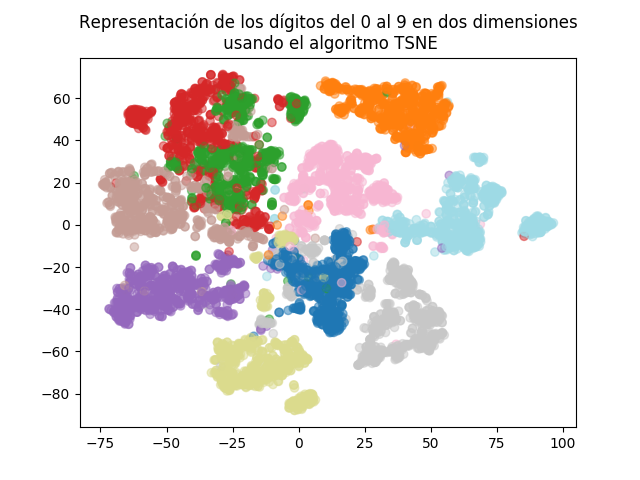 Representación de los dígitos del 0 al 9 en dos dimensiones
usando el algoritmo TSNE
60
40
20
0
−20
−40
−60
−80
−75 −50 −25 0 25 50 75 100